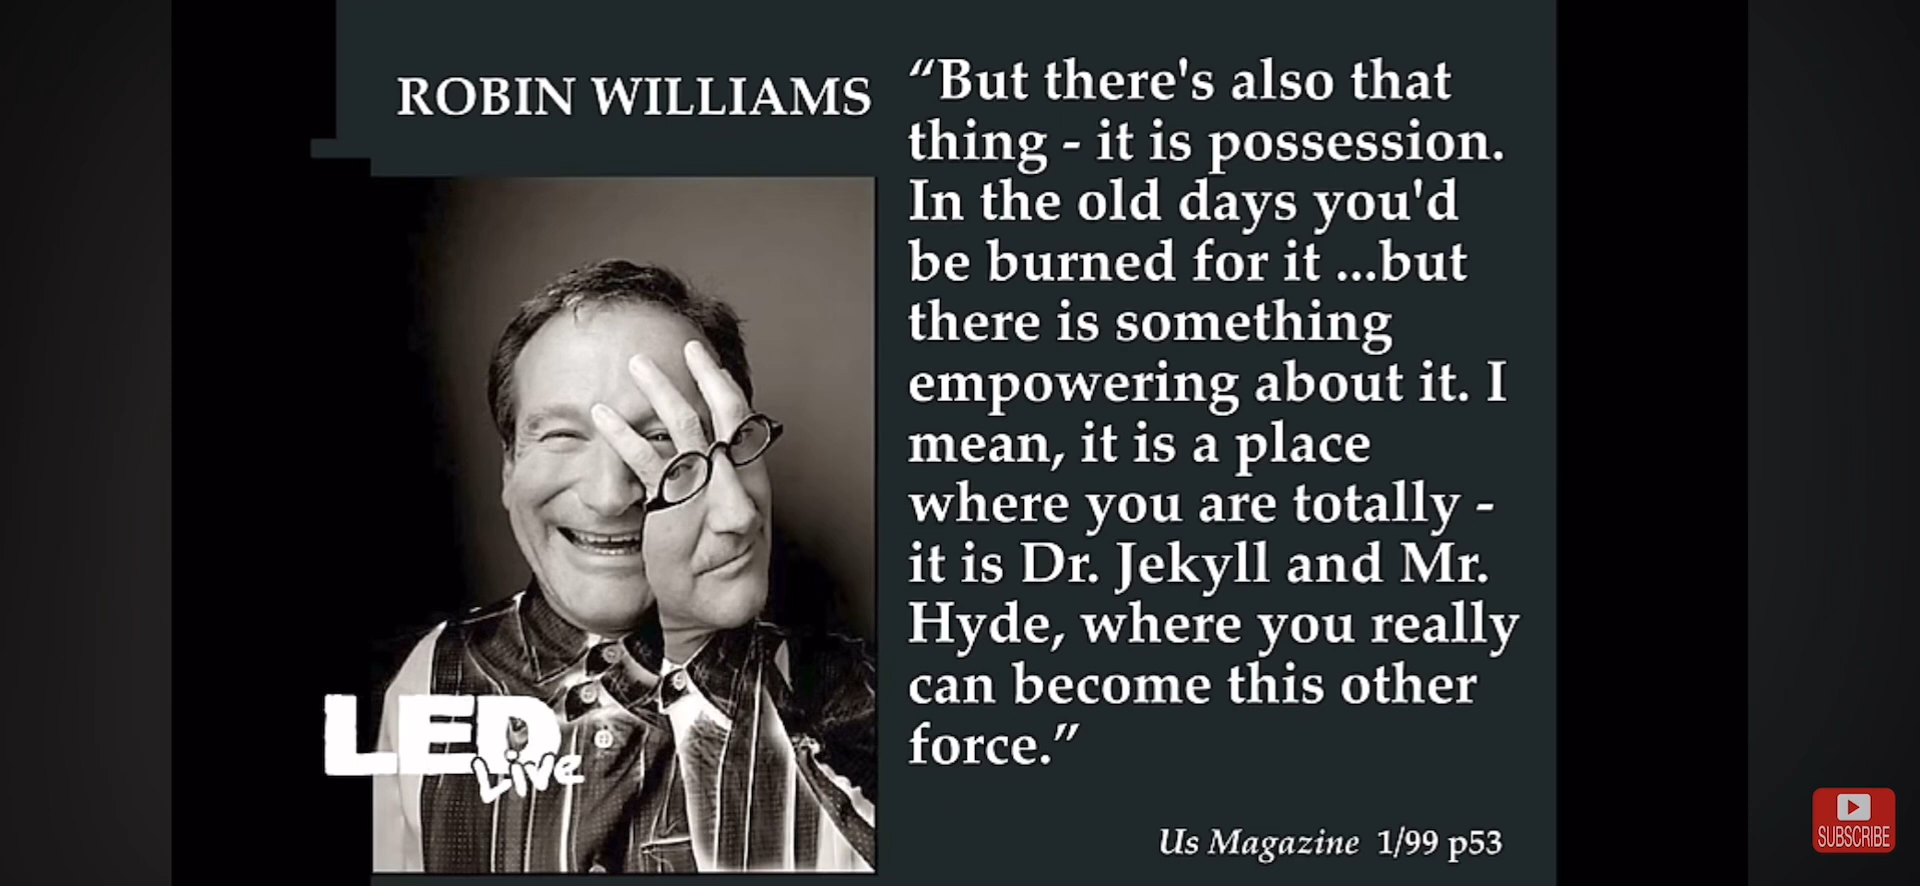 ROBIN WILLIAMS
“But there's also that
thing - it is possession.
In the old days you'd
be burned for it ...but
there is something
empowering about it. I
mean, it is a place
where you are totally -
it is Dr. Jekyll and Mr.
Hyde, where you really
can become this other
force.”
Us Magazine 1/99 p53
LED
Live
SUBSCRIBE